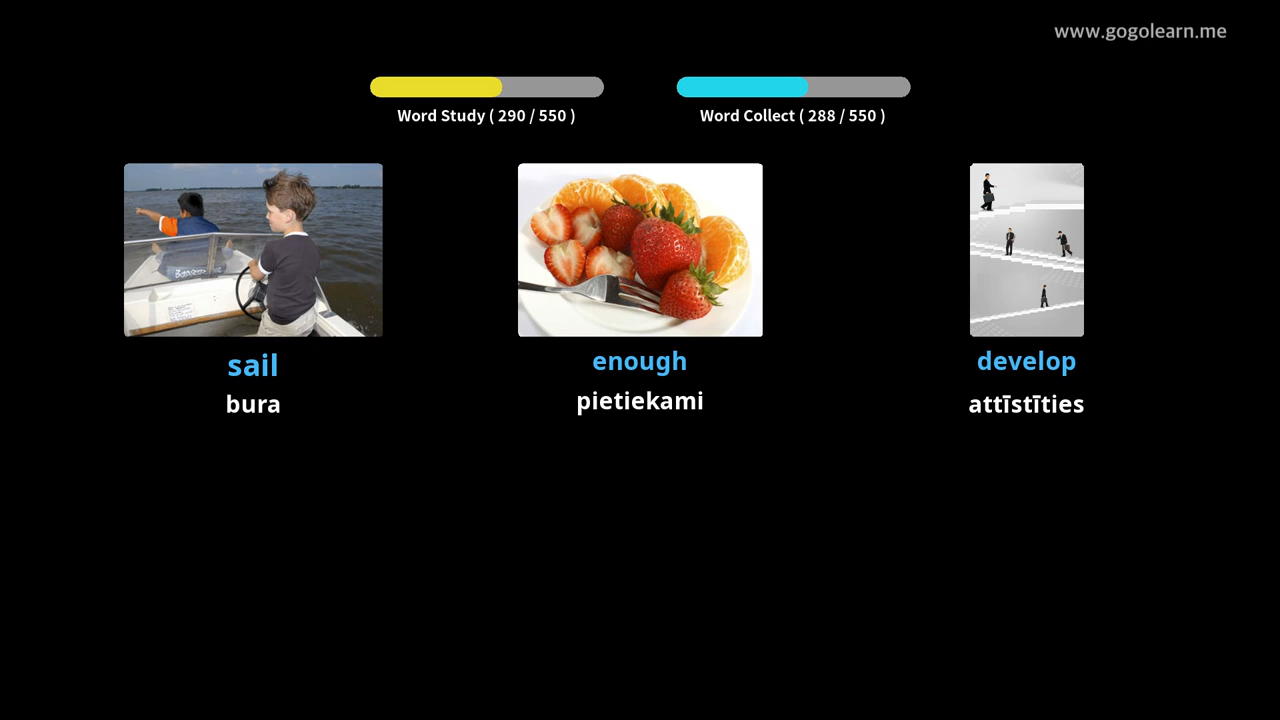 www.gogolearn.me
Word Study ( 290 / 550 )
Word Collect ( 288 / 550 )
sail
bura
enough
pietiekami
develop
attīstīties